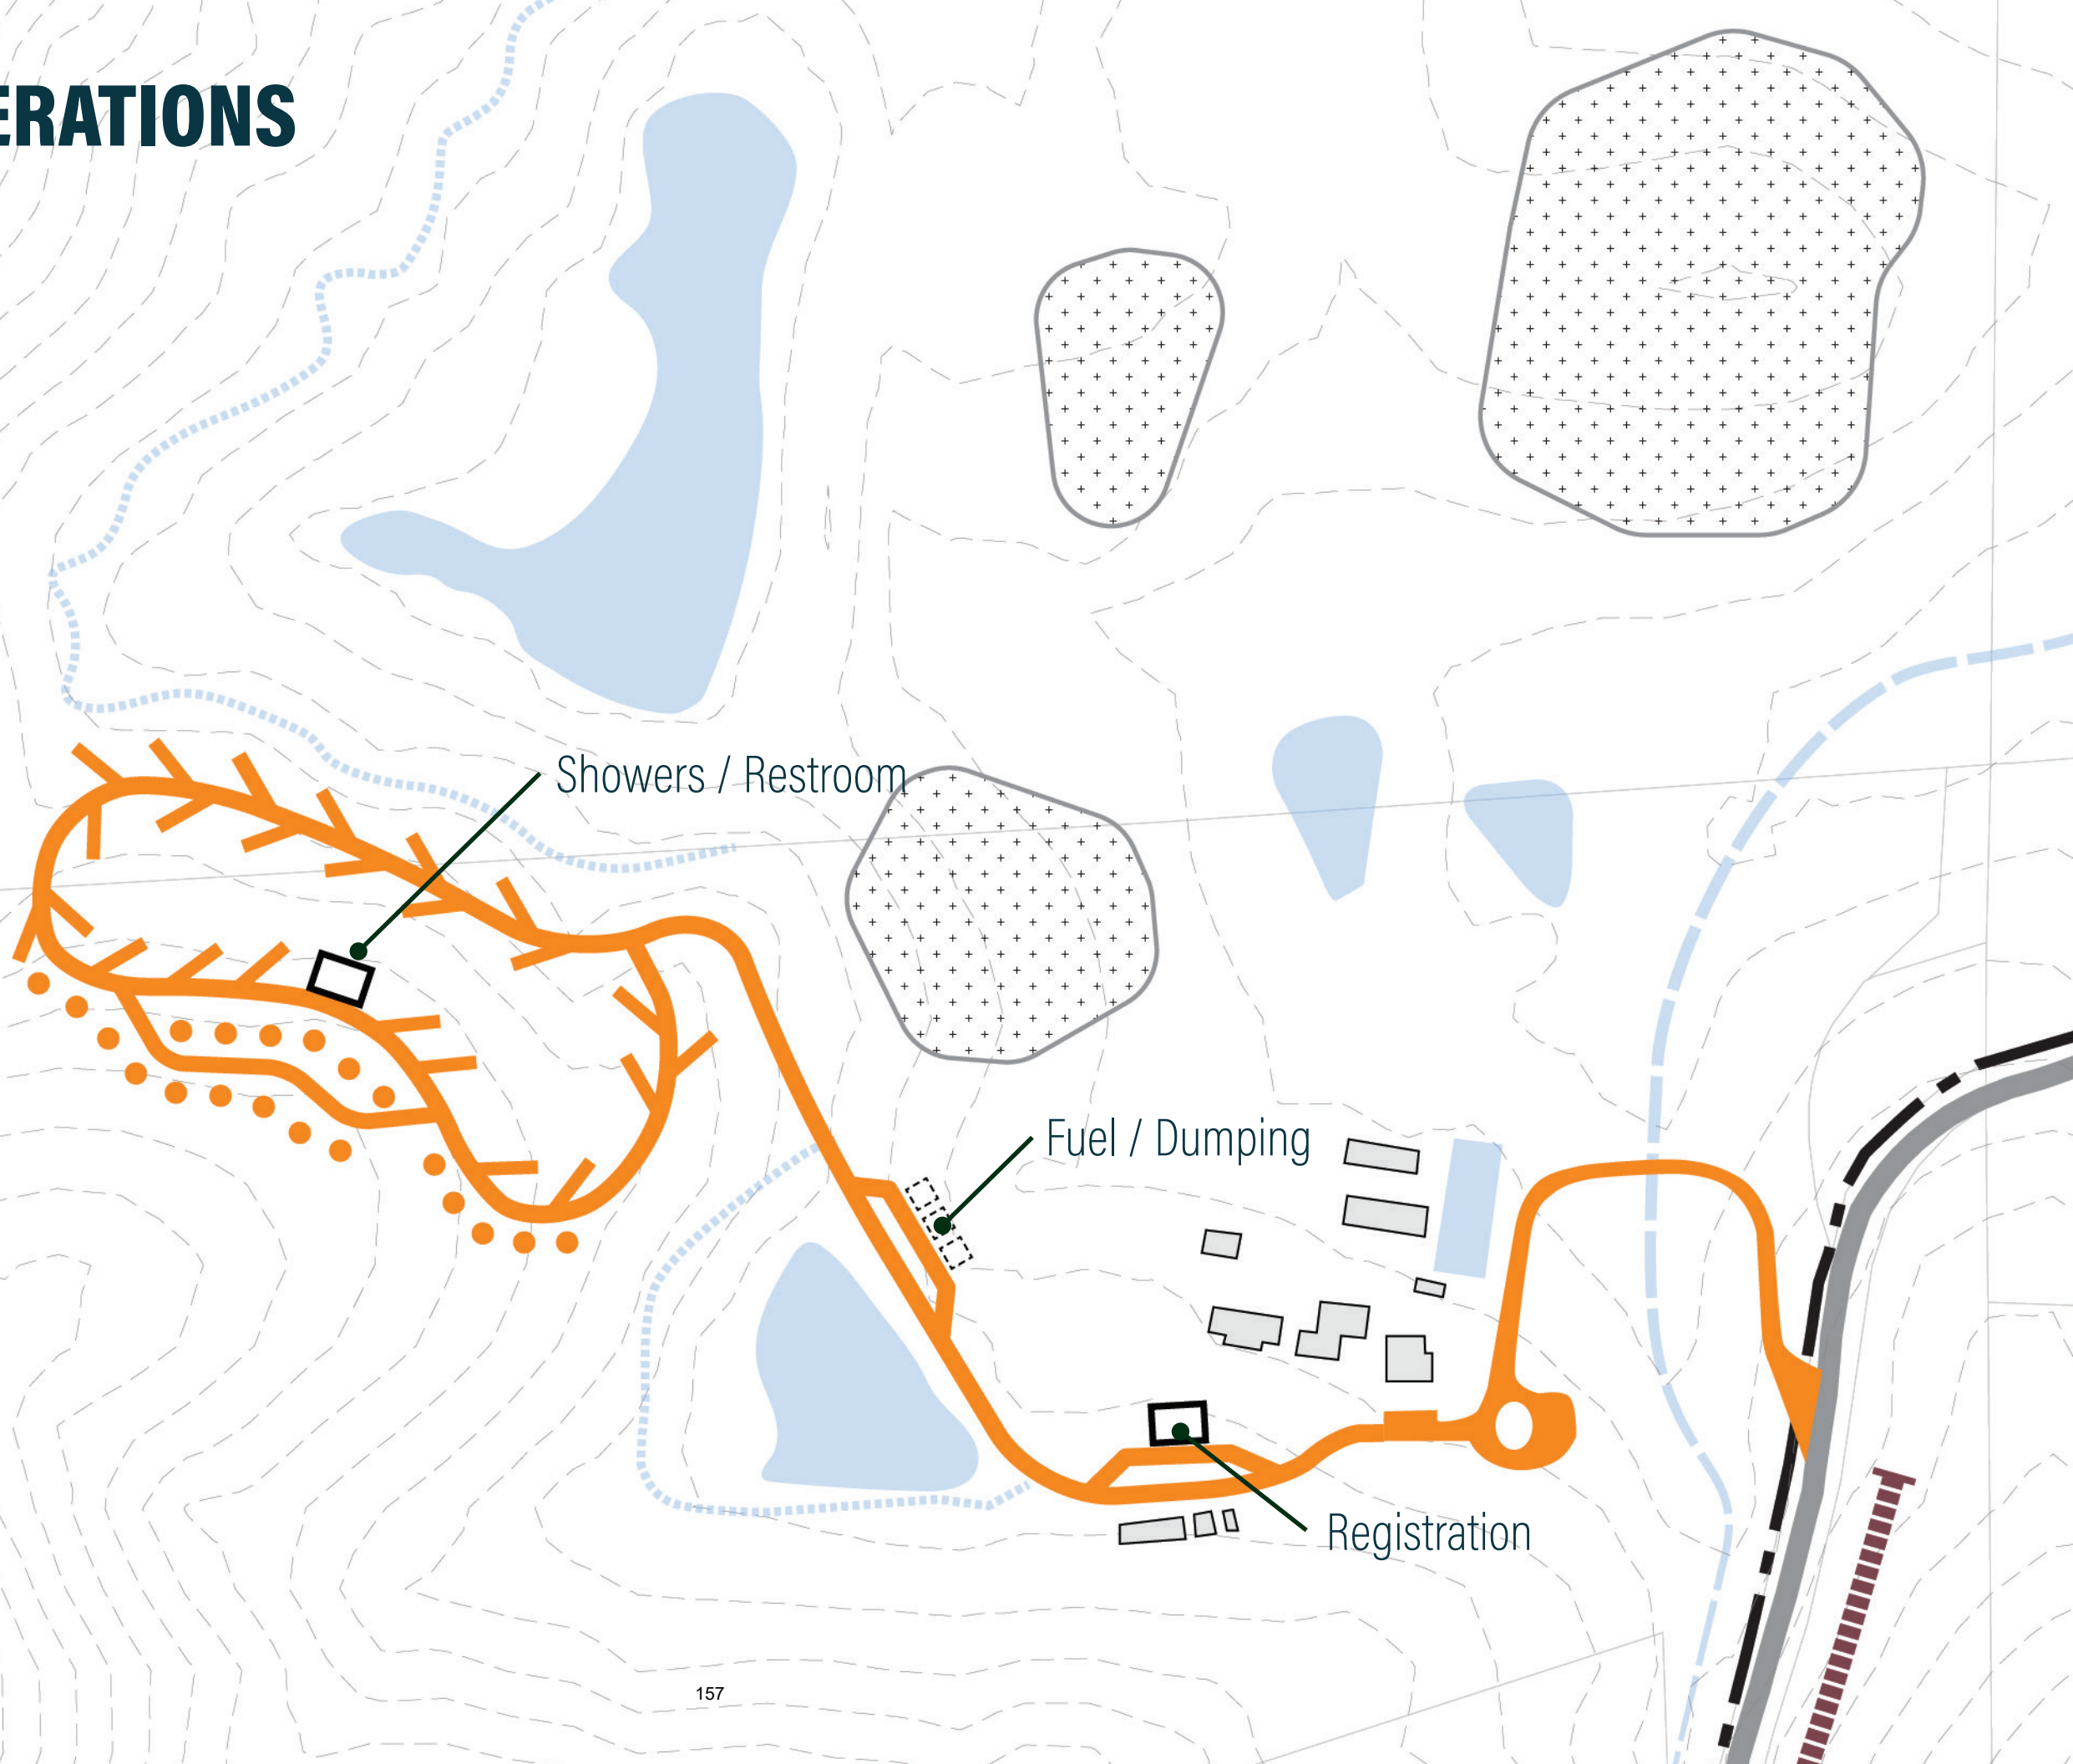 ERATIONS
Showers / Restroom
Fuel / Dumping
Registration
157